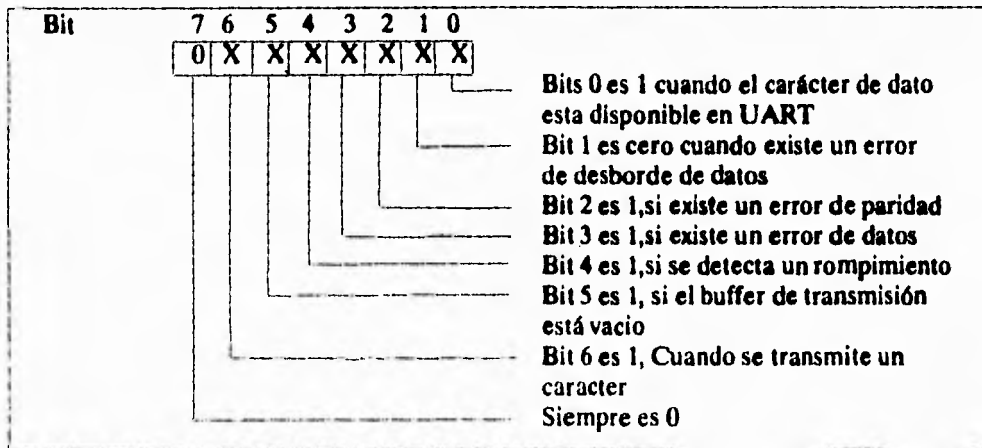 Bit 7 6 5 4 3 2 1 0
0 X X X X X X X
Bits 0 es 1 cuando el carácter de dato
esta disponible en UART
Bit 1 es cero cuando existe un error
de desborde de datos
Bit 2 es 1,si existe un error de paridad
Bit 3 es 1,si existe un error de datos
Bit 4 es 1,si se detecta un rompimiento
Bit 5 es 1, si el buffer de transmisión
está vacio
Bit 6 es 1, Cuando se transmite un
caracter
Siempre es 0